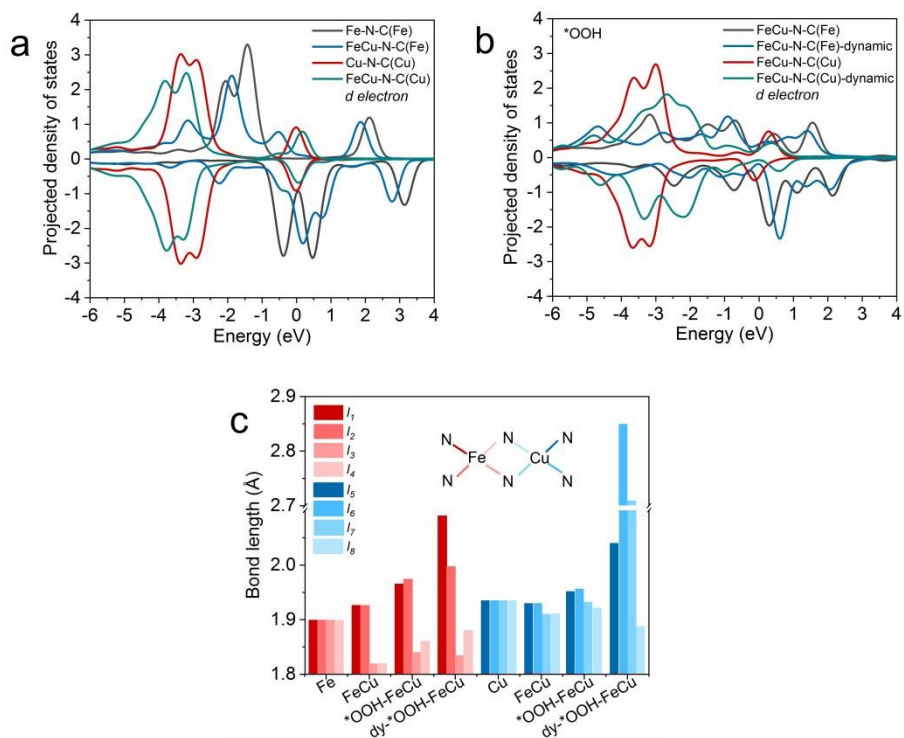 a
Projected density of states
4
3
2
1
0
-1
-2
-3
-4
Fe-N-C(Fe)
FeCu-N-C(Fe)
Cu-N-C(Cu)
FeCu-N-C(Cu)
d electron
-6 -5 -4 -3 -2 -1 0 1 2 3 4
Energy (eV)
b
*OOH
Projected density of states
4
3
2
1
0
-1
-2
-3
-4
FeCu-N-C(Fe)
FeCu-N-C(Fe)-dynamic
FeCu-N-C(Cu)
FeCu-N-C(Cu)-dynamic
d electron
-6 -5 -4 -3 -2 -1 0 1 2 3 4
Energy (eV)
c
Bond length (Å)
2.9
2.8
2.7
2.0
1.9
1.8
l1
l2
l3
l4
l5
l6
l7
l8
N N N
Fe Cu
N N N
Fe
FeCu
*OOH-FeCu
dy-*OOH-FeCu
Cu
FeCu
*OOH-FeCu
dy-*OOH-FeCu